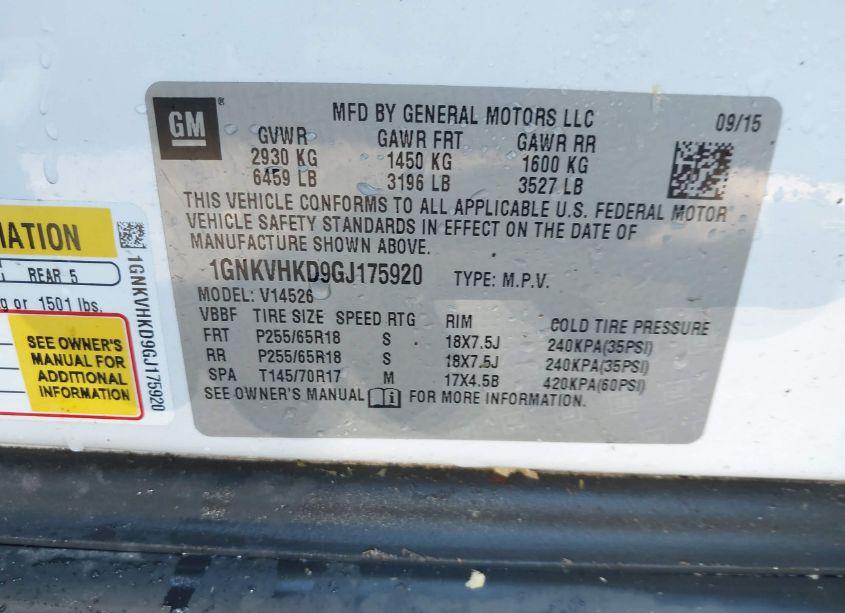 GM
MFD BY GENERAL MOTORS LLC
09/15
GVWR GAWR FRT GAWR RR
2930 KG 1450 KG 1600 KG
6459 LB 3196 LB 3527 LB
THIS VEHICLE CONFORMS TO ALL APPLICABLE U.S. FEDERAL MOTOR
VEHICLE SAFETY STANDARDS IN EFFECT ON THE DATE OF
MANUFACTURE SHOWN ABOVE.
1GNKVHKD9GJ175920 TYPE: M.P.V.
MODEL: V14526
VBBF TIRE SIZE SPEED RTG RIM COLD TIRE PRESSURE
FRT P255/65R18 S 18X7.5J 240KPA(35PSI)
RR P255/65R18 S 18X7.5J 240KPA(35PSI)
SPA T145/70R17 M 17X4.5B 420KPA(60PSI)
SEE OWNER'S MANUAL i FOR MORE INFORMATION.
MATION
REAR 5
g or 1501 lbs.
SEE OWNER'S
MANUAL FOR
ADDITIONAL
INFORMATION
1GNKVHKD9GJ175920